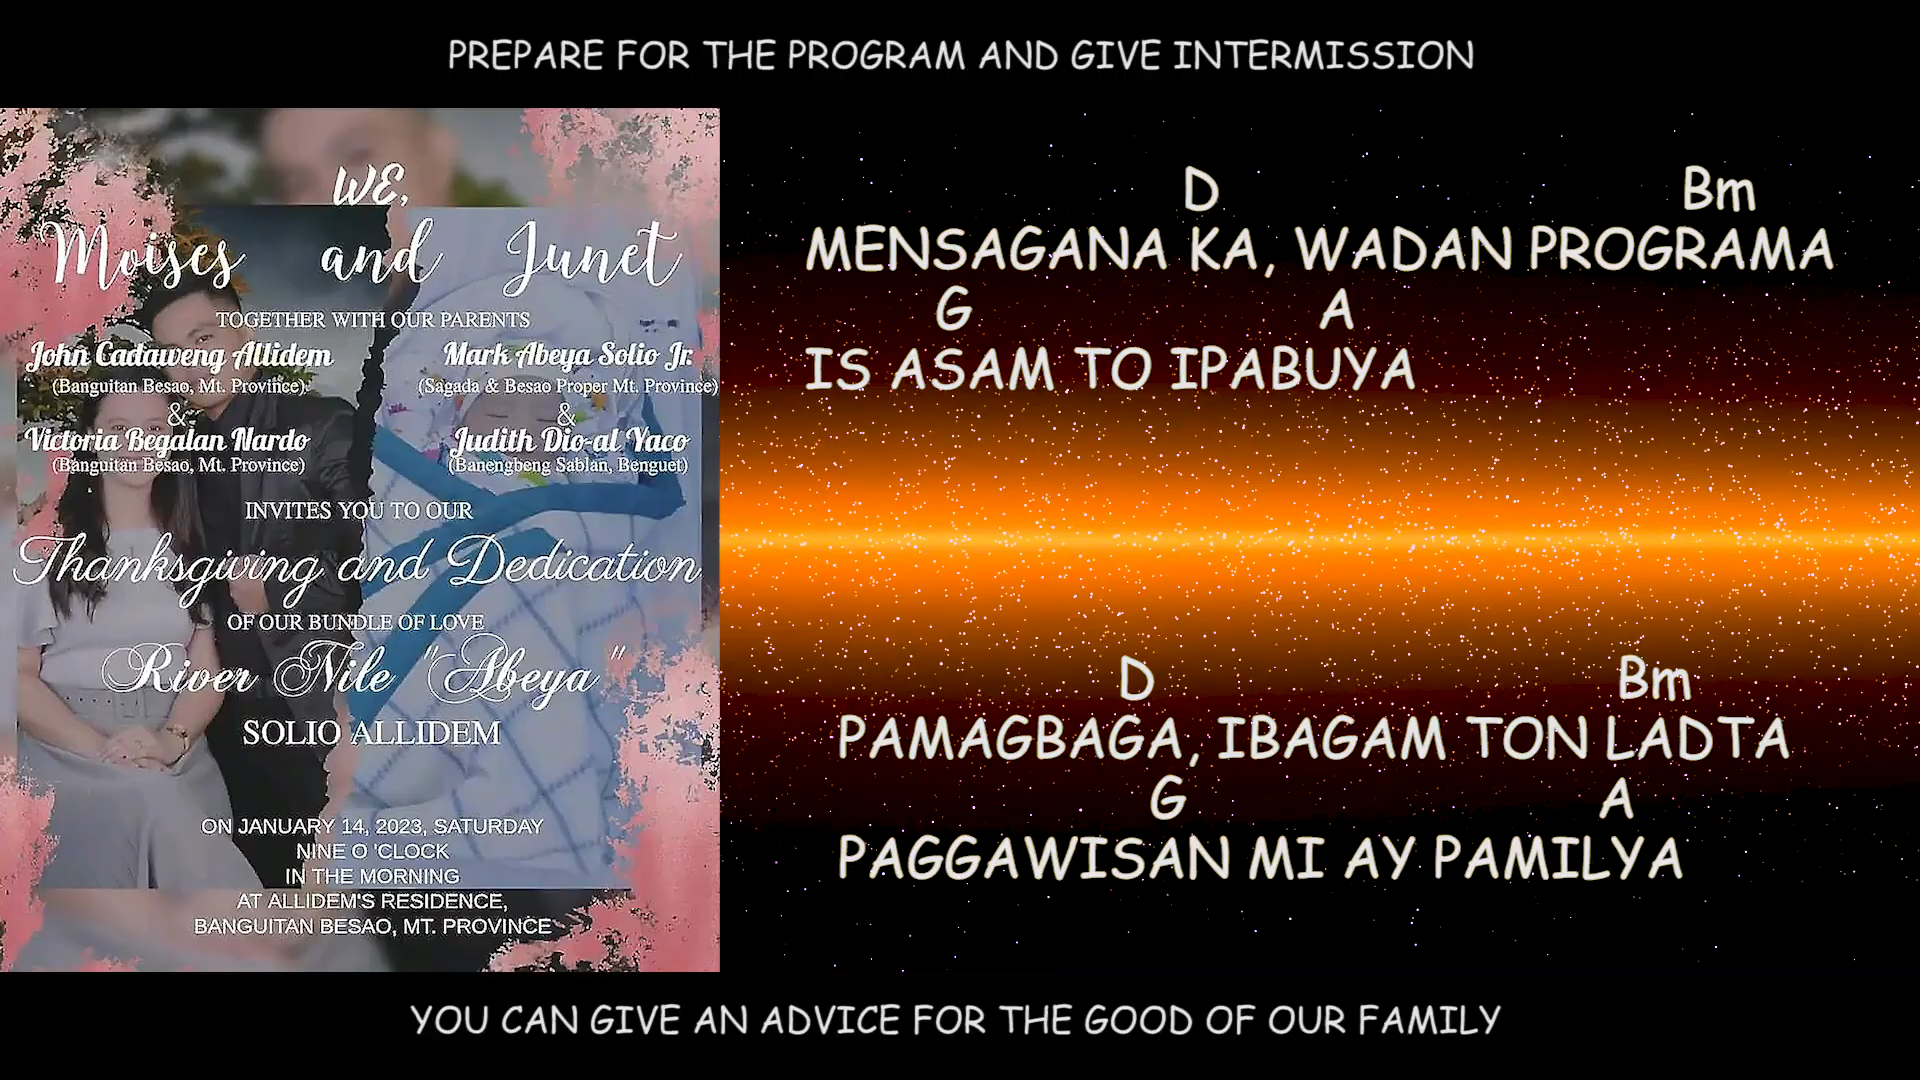 PREPARE FOR THE PROGRAM AND GIVE INTERMISSION
WE,
Moises and Junet
TOGETHER WITH OUR PARENTS
John Cadaweng Allidem
(Banguitan Besao, Mt. Province)
&
Victoria Begalan Nardo
(Banguitan Besao, Mt. Province)
Mark Abeya Solio Jr.
(Sagada & Besao Proper Mt. Province)
&
Judith Dio-al Yaco
(Banengbeng Sablan, Benguet)
INVITES YOU TO OUR
Thanksgiving and Dedication
OF OUR BUNDLE OF LOVE
River Nile "Abeya"
SOLIO ALLIDEM
ON JANUARY 14, 2023, SATURDAY
NINE O 'CLOCK
IN THE MORNING
AT ALLIDEM'S RESIDENCE,
BANGUITAN BESAO, MT. PROVINCE
D Bm
MENSAGANA KA, WADAN PROGRAMA
G A
IS ASAM TO IPABUYA
D Bm
PAMAGBAGA, IBAGAM TON LADTA
G A
PAGGAWISAN MI AY PAMILYA
YOU CAN GIVE AN ADVICE FOR THE GOOD OF OUR FAMILY